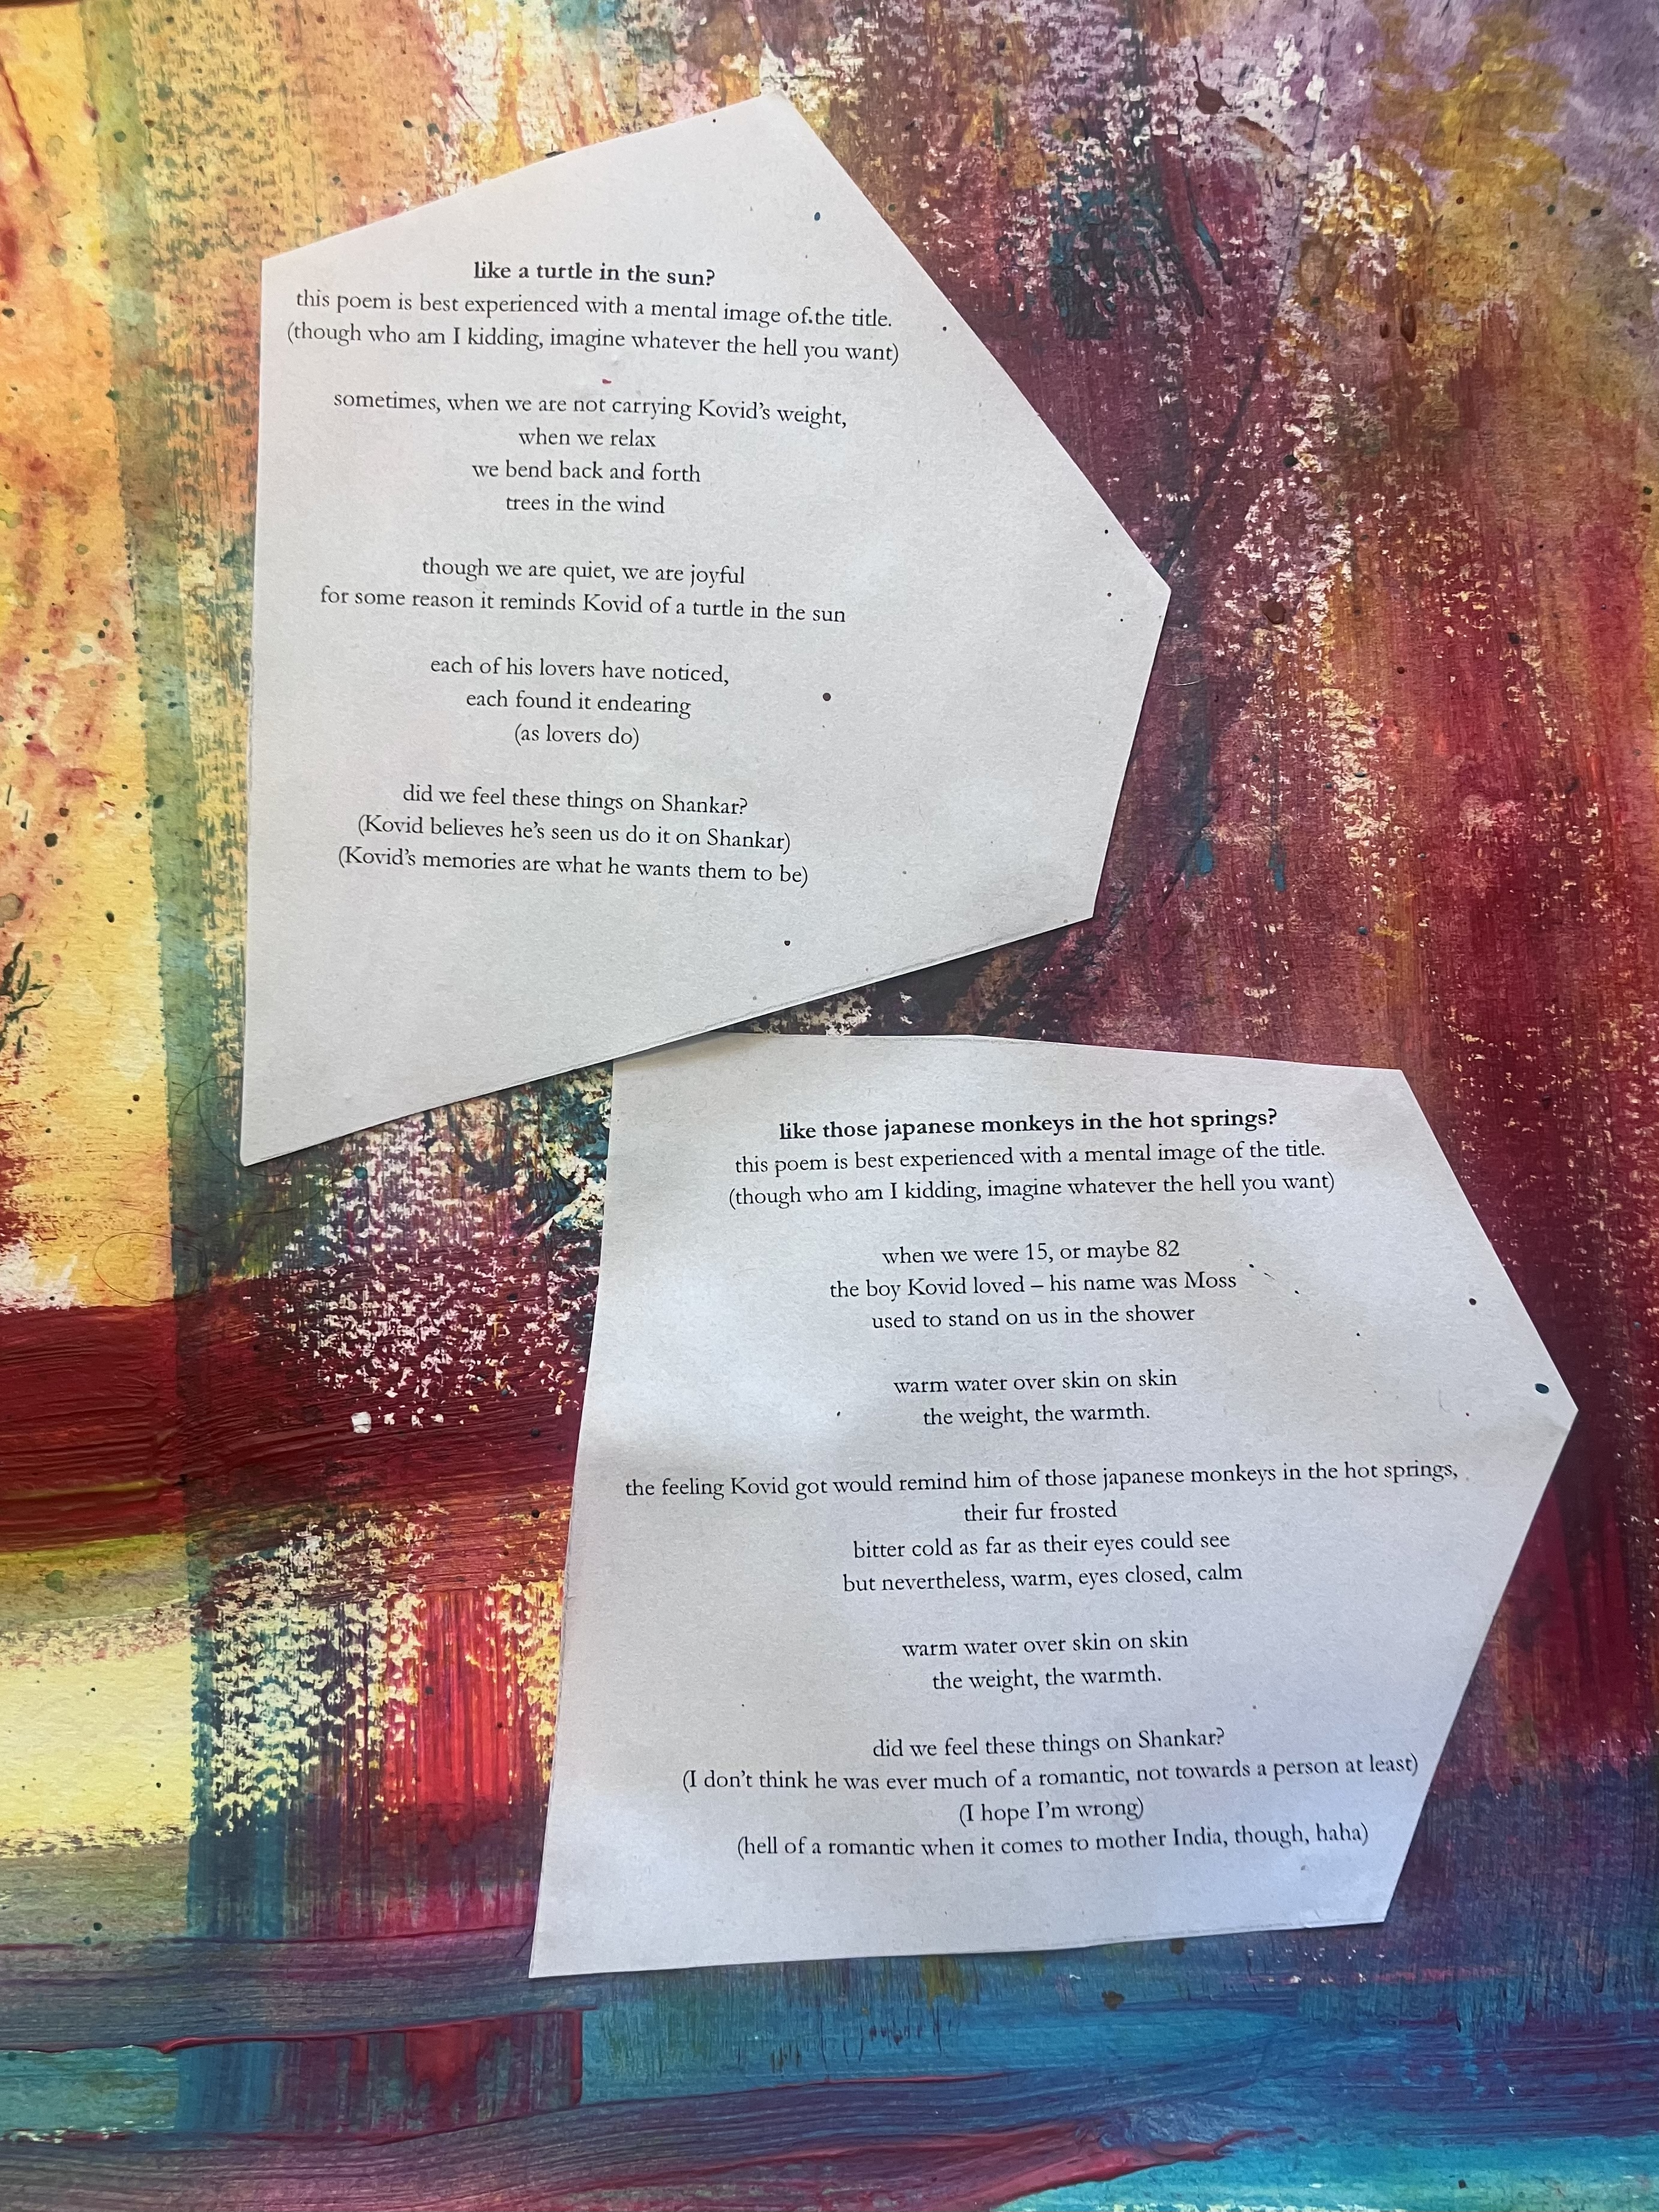 like a turtle in the sun?
this poem is best experienced with a mental image of the title.
(though who am I kidding, imagine whatever the hell you want)
sometimes, when we are not carrying Kovid's weight,
when we relax
we bend back and forth
trees in the wind
though we are quiet, we are joyful
for some reason it reminds Kovid of a turtle in the sun
each of his lovers have noticed,
each found it endearing
(as lovers do)
did we feel these things on Shankar?
(Kovid believes he's seen us do it on Shankar)
(Kovid's memories are what he wants them to be)
like those japanese monkeys in the hot springs?
this poem is best experienced with a mental image of the title.
(though who am I kidding, imagine whatever the hell you want)
when we were 15, or maybe 82
the boy Kovid loved – his name was Moss
used to stand on us in the shower
warm water over skin on skin
the weight, the warmth.
the feeling Kovid got would remind him of those japanese monkeys in the hot springs,
their fur frosted
bitter cold as far as their eyes could see
but nevertheless, warm, eyes closed, calm
warm water over skin on skin
the weight, the warmth.
did we feel these things on Shankar?
(I don't think he was ever much of a romantic, not towards a person at least)
(I hope I'm wrong)
(hell of a romantic when it comes to mother India, though, haha)